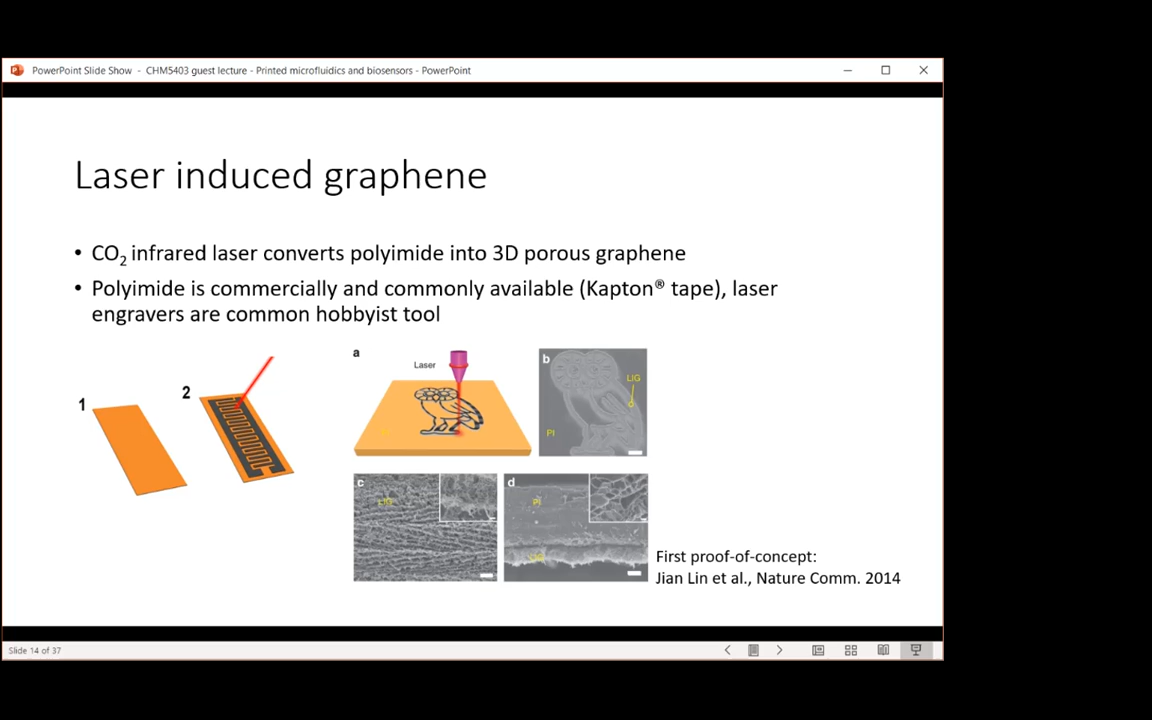 PowerPoint Slide Show - CHM5403 guest lecture - Printed microfluidics and biosensors - PowerPoint
Laser induced graphene
• CO₂ infrared laser converts polyimide into 3D porous graphene
• Polyimide is commercially and commonly available (Kapton® tape), laser
engravers are common hobbyist tool
1
2
a
Laser
b
LIG
PI
c
LIG
d
PI
LIG
First proof-of-concept:
Jian Lin et al., Nature Comm. 2014
Slide 14 of 37